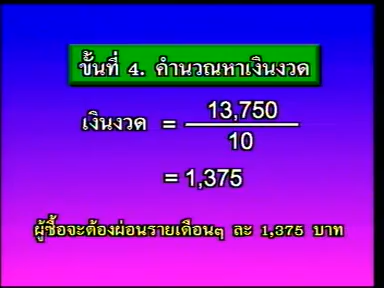 ขั้นที่ 4. คำนวณหาเงินงวด
เงินงวด = 13,750
10
= 1,375
ผู้ซื้อจะต้องผ่อนรายเดือนๆ ละ 1,375 บาท